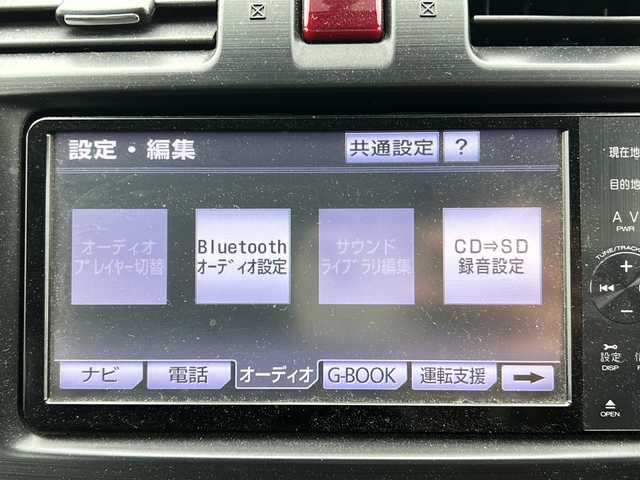 設定・編集
共通設定
?
オーディオ
プレイヤー切替
Bluetooth
オーディオ設定
サウンド
ライブラリ編集
CD⇒SD
録音設定
ナビ
電話
オーディオ
G-BOOK
運転支援
→
現在地
目的地
AV
PWR
TUNE/TRACK
+
−
設定
DISP
OPEN